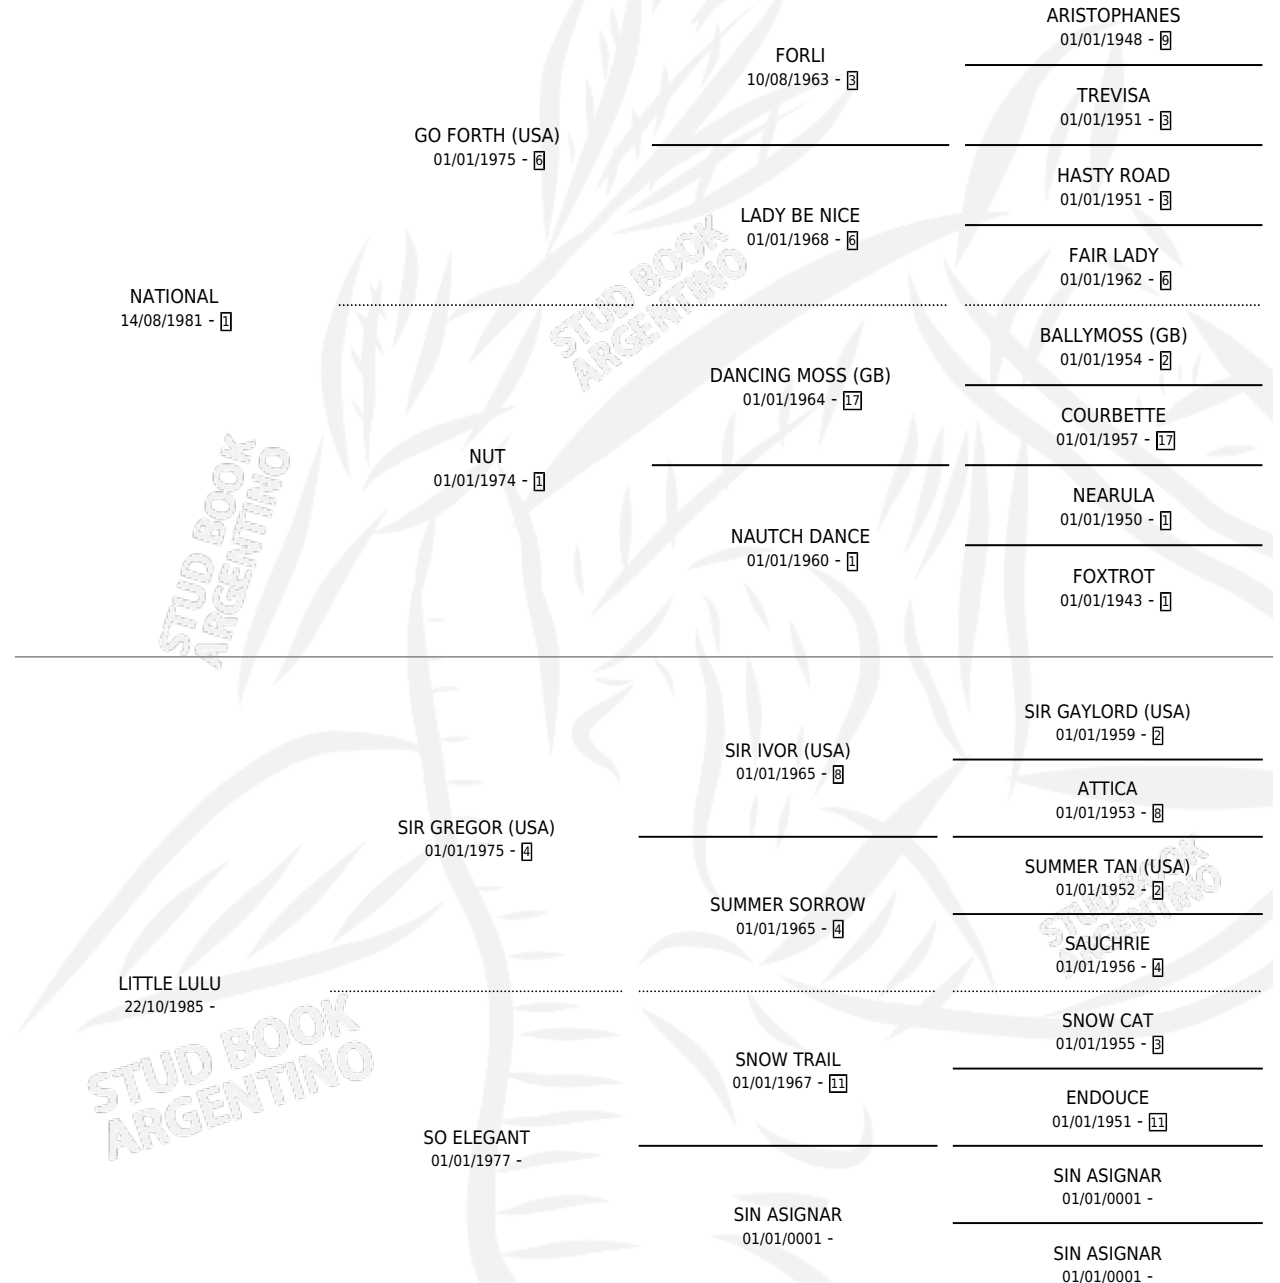 ARISTOPHANES
01/01/1948 - 9
FORLI
10/08/1963 - 3
TREVISA
01/01/1951 - 3
GO FORTH (USA)
01/01/1975 - 6
HASTY ROAD
01/01/1951 - 3
LADY BE NICE
01/01/1968 - 6
FAIR LADY
01/01/1962 - 6
NATIONAL
14/08/1981 - 1
STUD BOOK
ARGENTINO
BALLYMOSS (GB)
01/01/1954 - 2
DANCING MOSS (GB)
01/01/1964 - 17
COURBETTE
01/01/1957 - 17
NUT
01/01/1974 - 1
NEARULA
01/01/1950 - 1
NAUTCH DANCE
01/01/1960 - 1
FOXTROT
01/01/1943 - 1
STUD BOOK
ARGENTINO
SIR GAYLORD (USA)
01/01/1959 - 2
SIR IVOR (USA)
01/01/1965 - 8
ATTICA
01/01/1953 - 8
SIR GREGOR (USA)
01/01/1975 - 4
SUMMER TAN (USA)
01/01/1952 - 2
SUMMER SORROW
01/01/1965 - 4
SAUCHRIE
01/01/1956 - 4
STUD BOOK
ARGENTINO
LITTLE LULU
22/10/1985 -
SNOW CAT
01/01/1955 - 3
SNOW TRAIL
01/01/1967 - 11
ENDOUCE
01/01/1951 - 11
STUD BOOK
ARGENTINO
SO ELEGANT
01/01/1977 -
SIN ASIGNAR
01/01/0001 -
SIN ASIGNAR
01/01/0001 -
SIN ASIGNAR
01/01/0001 -